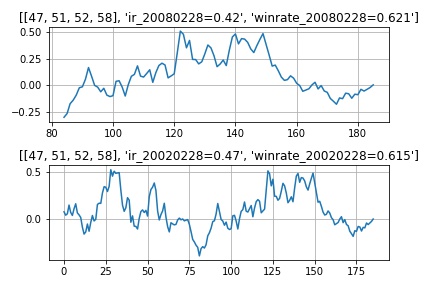 [[47, 51, 52, 58], 'ir_20080228=0.42', 'winrate_20080228=0.621']
0.50
0.25
0.00
−0.25
80 100 120 140 160 180
[[47, 51, 52, 58], 'ir_20020228=0.47', 'winrate_20020228=0.615']
0.5
0.0
0 25 50 75 100 125 150 175